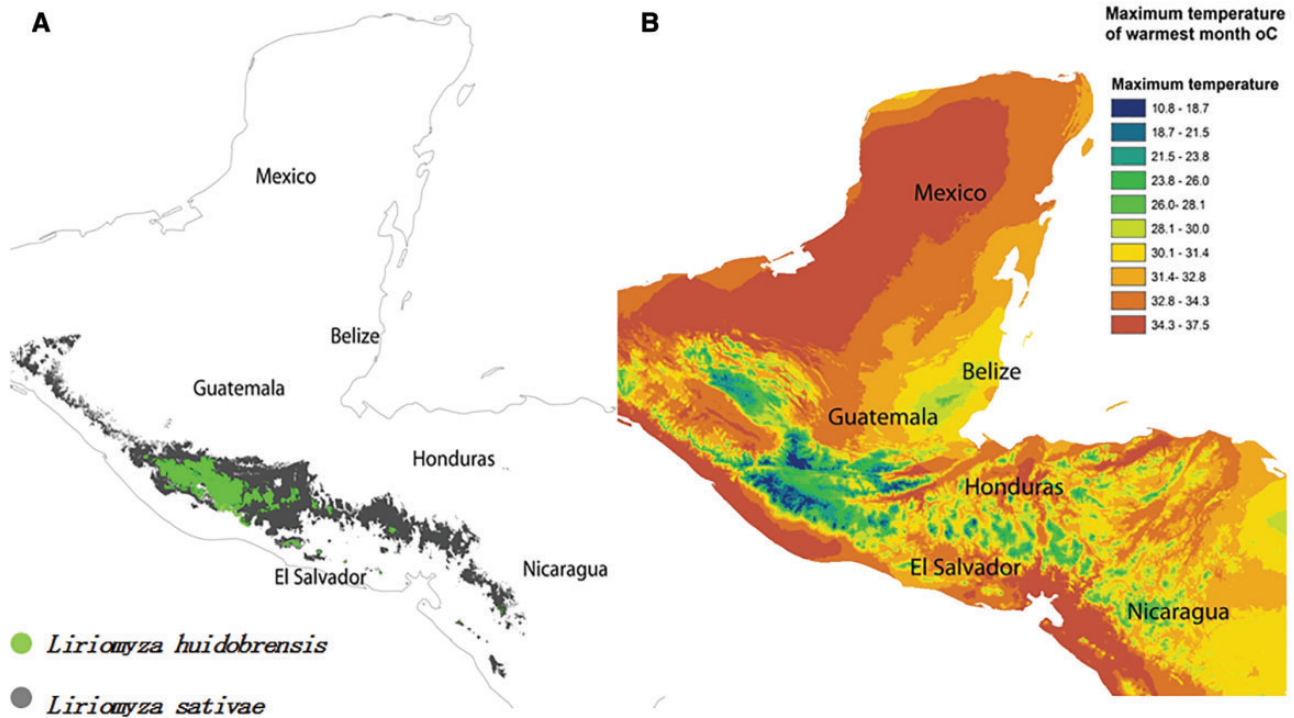 A
Mexico
Belize
Guatemala
Honduras
El Salvador
Nicaragua
Liriomyza huidobrensis
Liriomyza sativae
B
Maximum temperature
of warmest month oC
Maximum temperature
10.8 - 18.7
18.7 - 21.5
21.5 - 23.8
23.8 - 26.0
26.0- 28.1
28.1 - 30.0
30.1 - 31.4
31.4- 32.8
32.8 - 34.3
34.3 - 37.5
Mexico
Belize
Guatemala
Honduras
El Salvador
Nicaragua